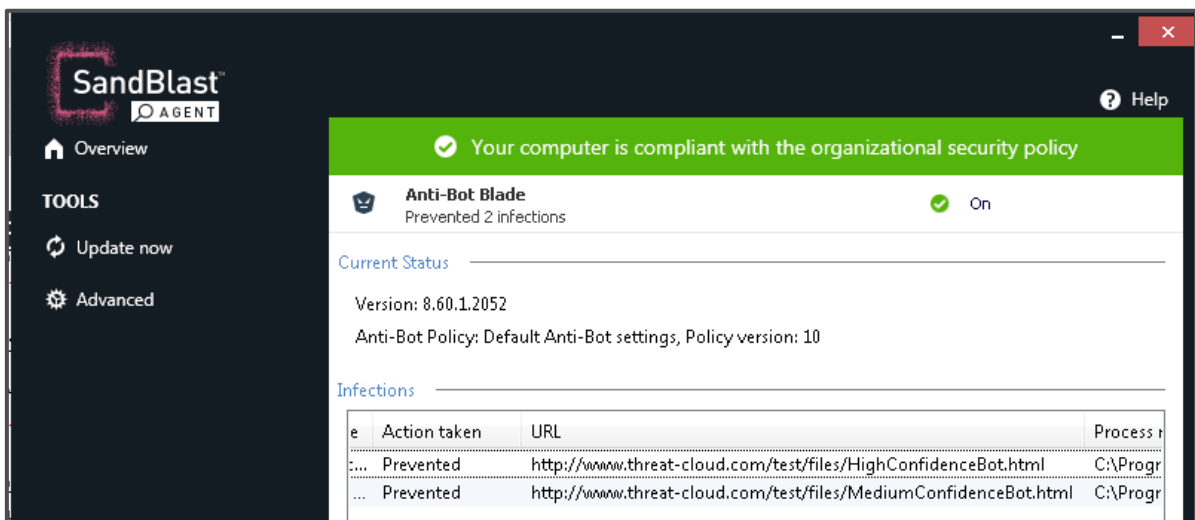 SandBlast™
AGENT
Help
Overview
Your computer is compliant with the organizational security policy
TOOLS
Anti-Bot Blade
Prevented 2 infections
On
Update now
Current Status
Advanced
Version: 8.60.1.2052
Anti-Bot Policy: Default Anti-Bot settings, Policy version: 10
Infections
e Action taken URL Process
... Prevented http://www.threat-cloud.com/test/files/HighConfidenceBot.html C:\Progr
... Prevented http://www.threat-cloud.com/test/files/MediumConfidenceBot.html C:\Progr